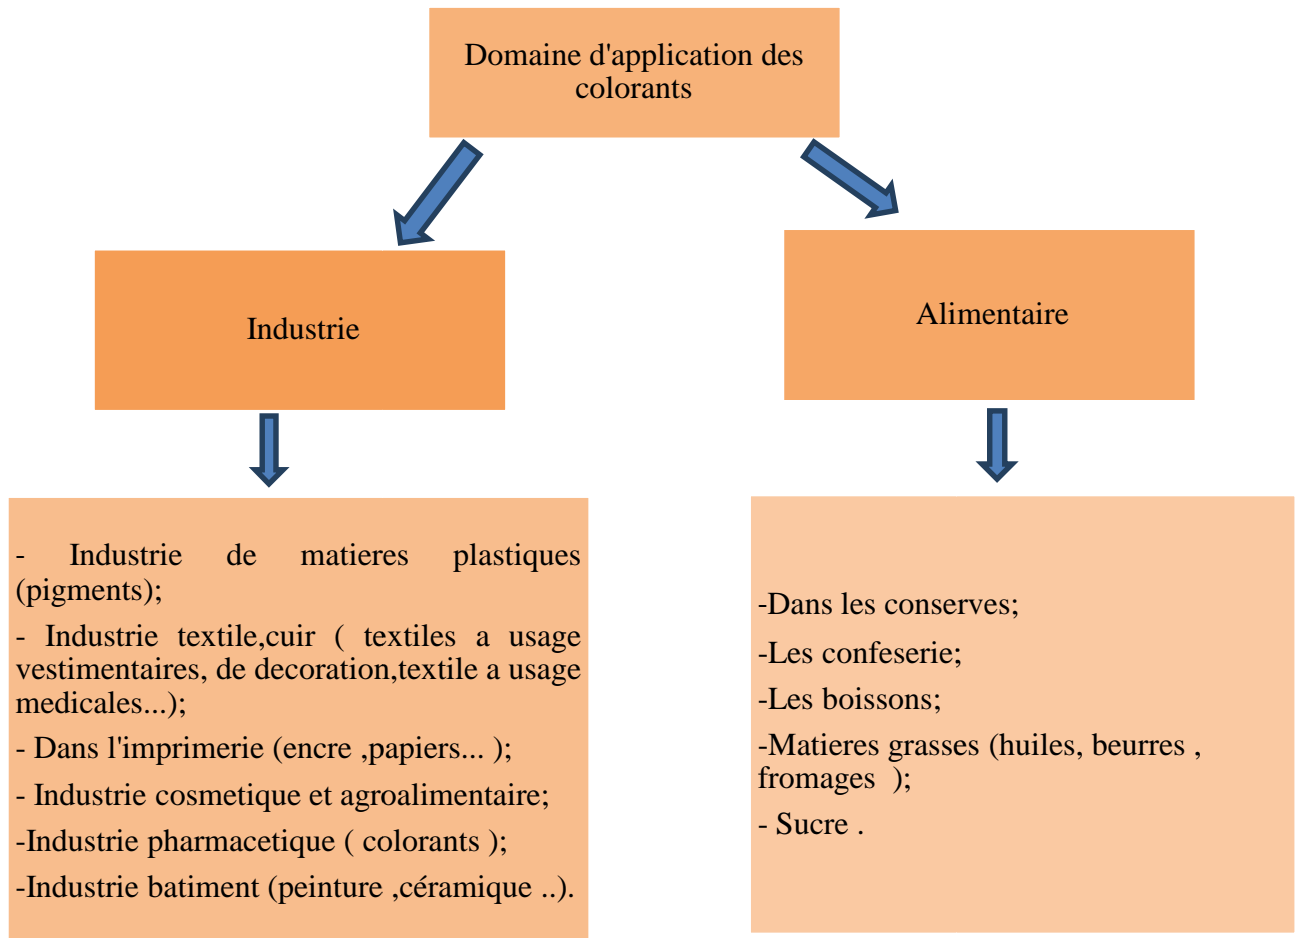 Domaine d'application des
colorants
Industrie
Alimentaire
- Industrie de matieres plastiques
(pigments);
- Industrie textile,cuir ( textiles a usage
vestimentaires, de decoration,textile a usage
medicales...);
- Dans l'imprimerie (encre ,papiers... );
- Industrie cosmetique et agroalimentaire;
-Industrie pharmacetique ( colorants );
-Industrie batiment (peinture ,céramique ..).
-Dans les conserves;
-Les confeserie;
-Les boissons;
-Matieres grasses (huiles, beurres ,
fromages );
- Sucre .